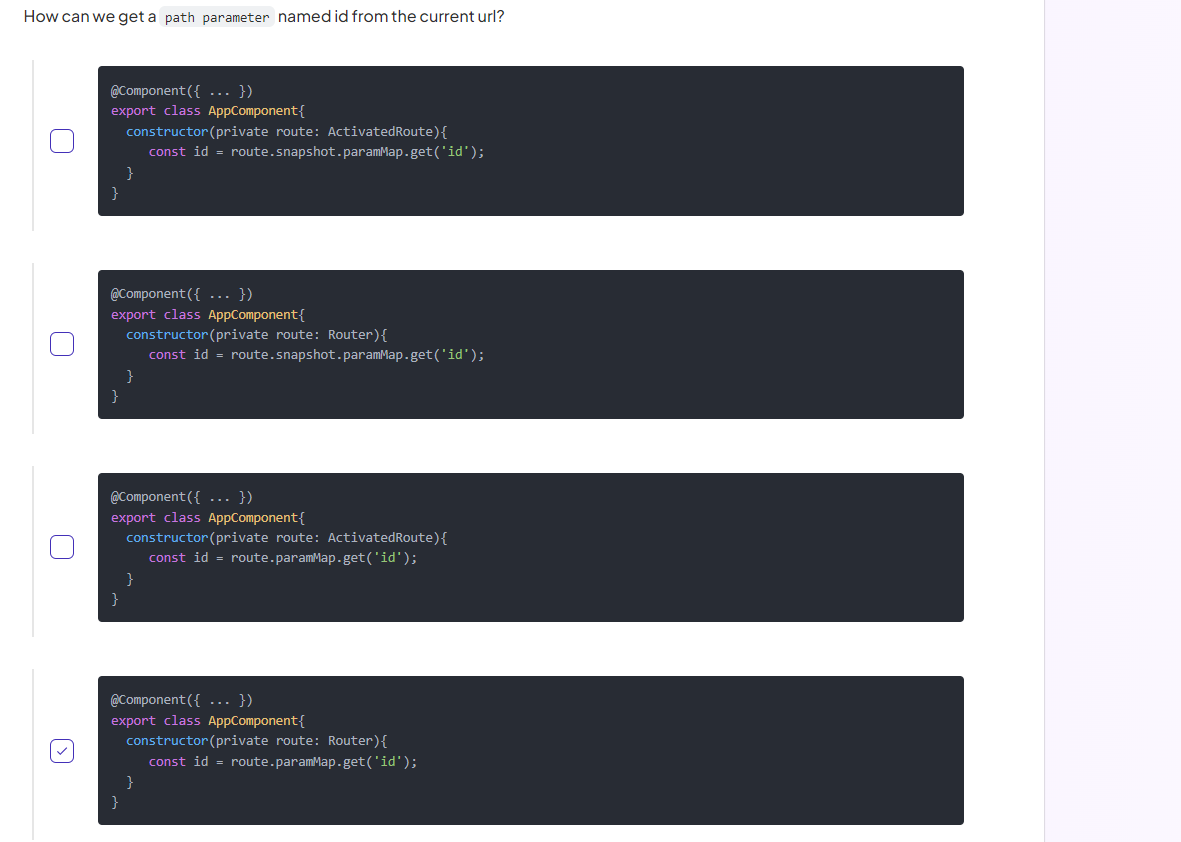 How can we get a path parameter named id from the current url?
@Component({ ... })
export class AppComponent{
constructor(private route: ActivatedRoute){
const id = route.snapshot.paramMap.get('id');
}
}
@Component({ ... })
export class AppComponent{
constructor(private route: Router){
const id = route.snapshot.paramMap.get('id');
}
}
@Component({ ... })
export class AppComponent{
constructor(private route: ActivatedRoute){
const id = route.paramMap.get('id');
}
}
@Component({ ... })
export class AppComponent{
constructor(private route: Router){
const id = route.paramMap.get('id');
}
}